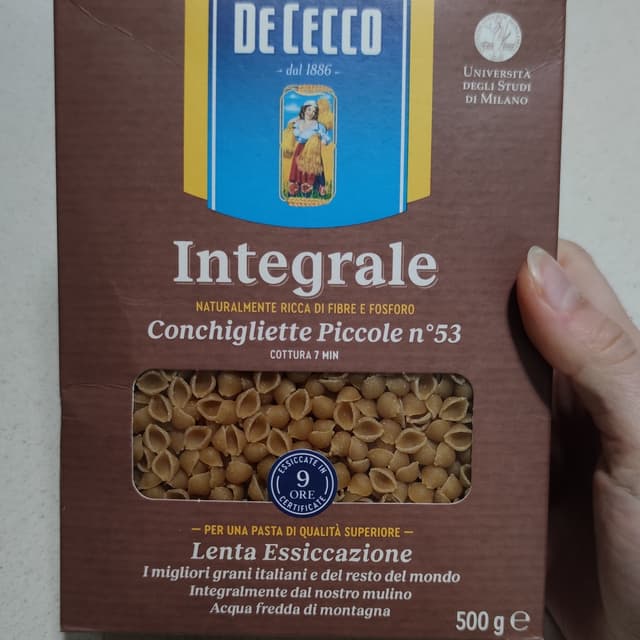 DE CECCO
dal 1886
UNIVERSITÀ
DEGLI STUDI
DI MILANO
Integrale
NATURALMENTE RICCA DI FIBRE E FOSFORO
Conchigliette Piccole n°53
COTTURA 7 MIN
ESSICCATE IN
9
ORE
CERTIFICATE
— PER UNA PASTA DI QUALITÀ SUPERIORE —
Lenta Essiccazione
I migliori grani italiani e del resto del mondo
Integralmente dal nostro mulino
Acqua fredda di montagna
500 g e